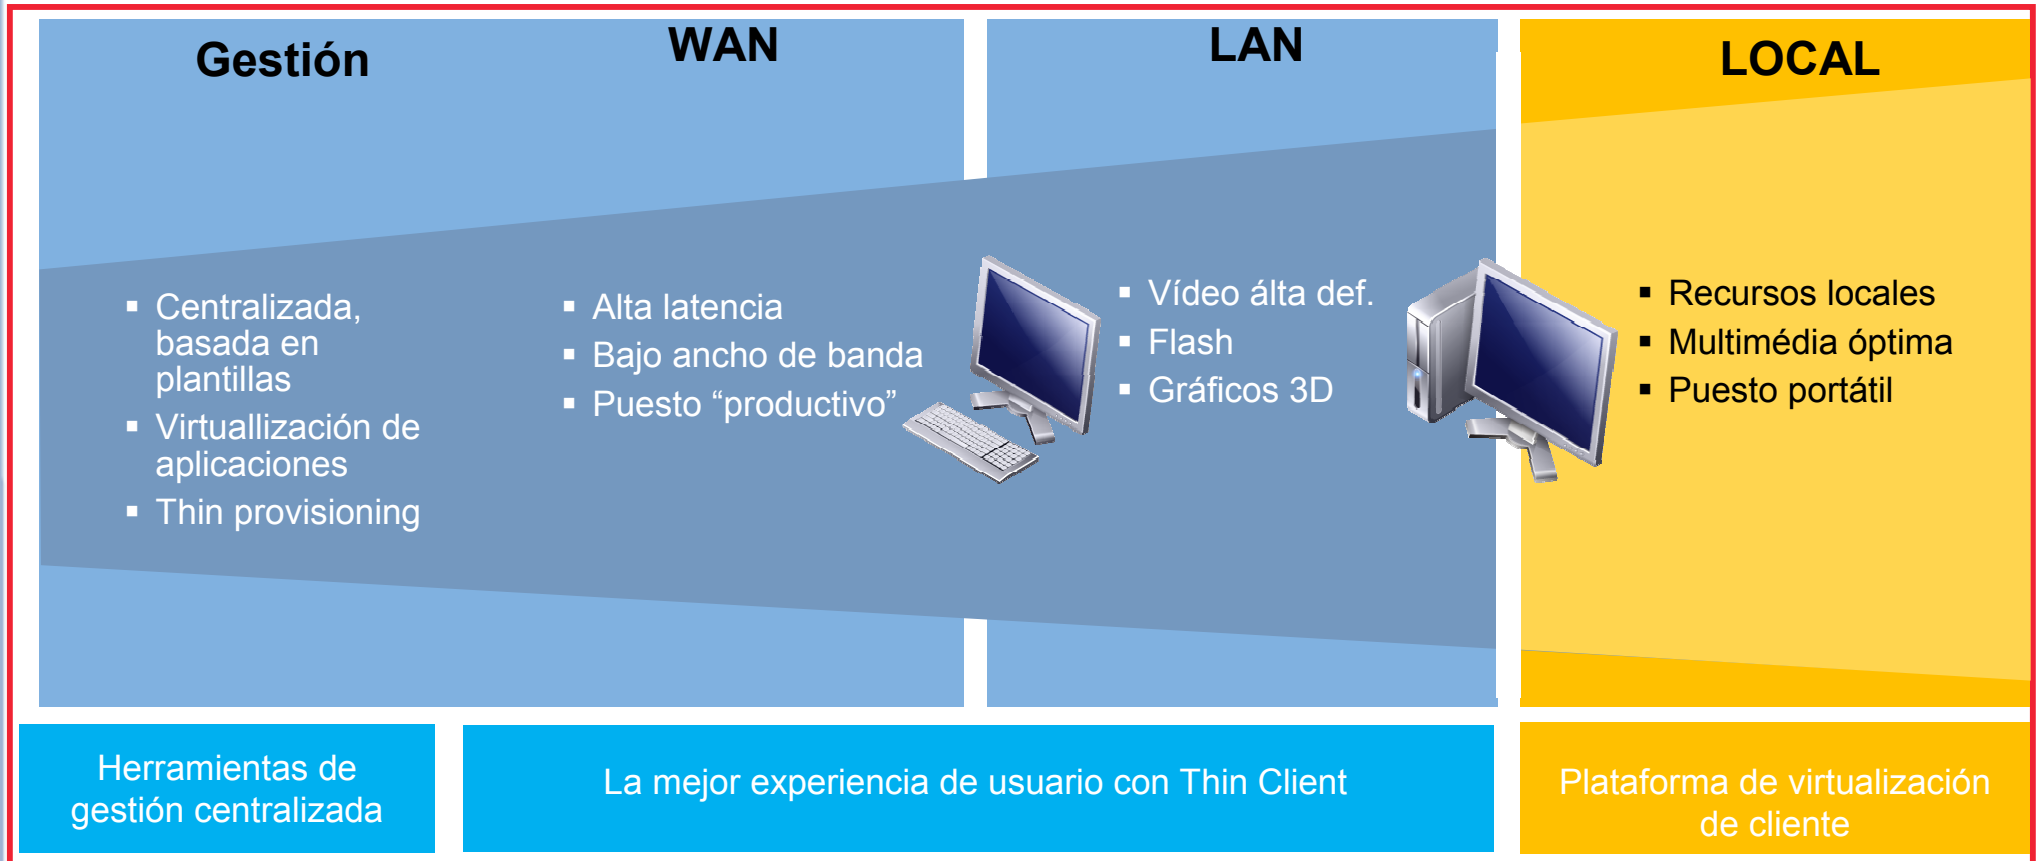 Gestión
Centralizada,
basada en
plantillas
Virtuallización de
aplicaciones
Thin provisioning
WAN
Alta latencia
Bajo ancho de banda
Puesto “productivo”
LAN
Vídeo álta def.
Flash
Gráficos 3D
LOCAL
Recursos locales
Multimédia óptima
Puesto portátil
Herramientas de
gestión centralizada
La mejor experiencia de usuario con Thin Client
Plataforma de virtualización
de cliente